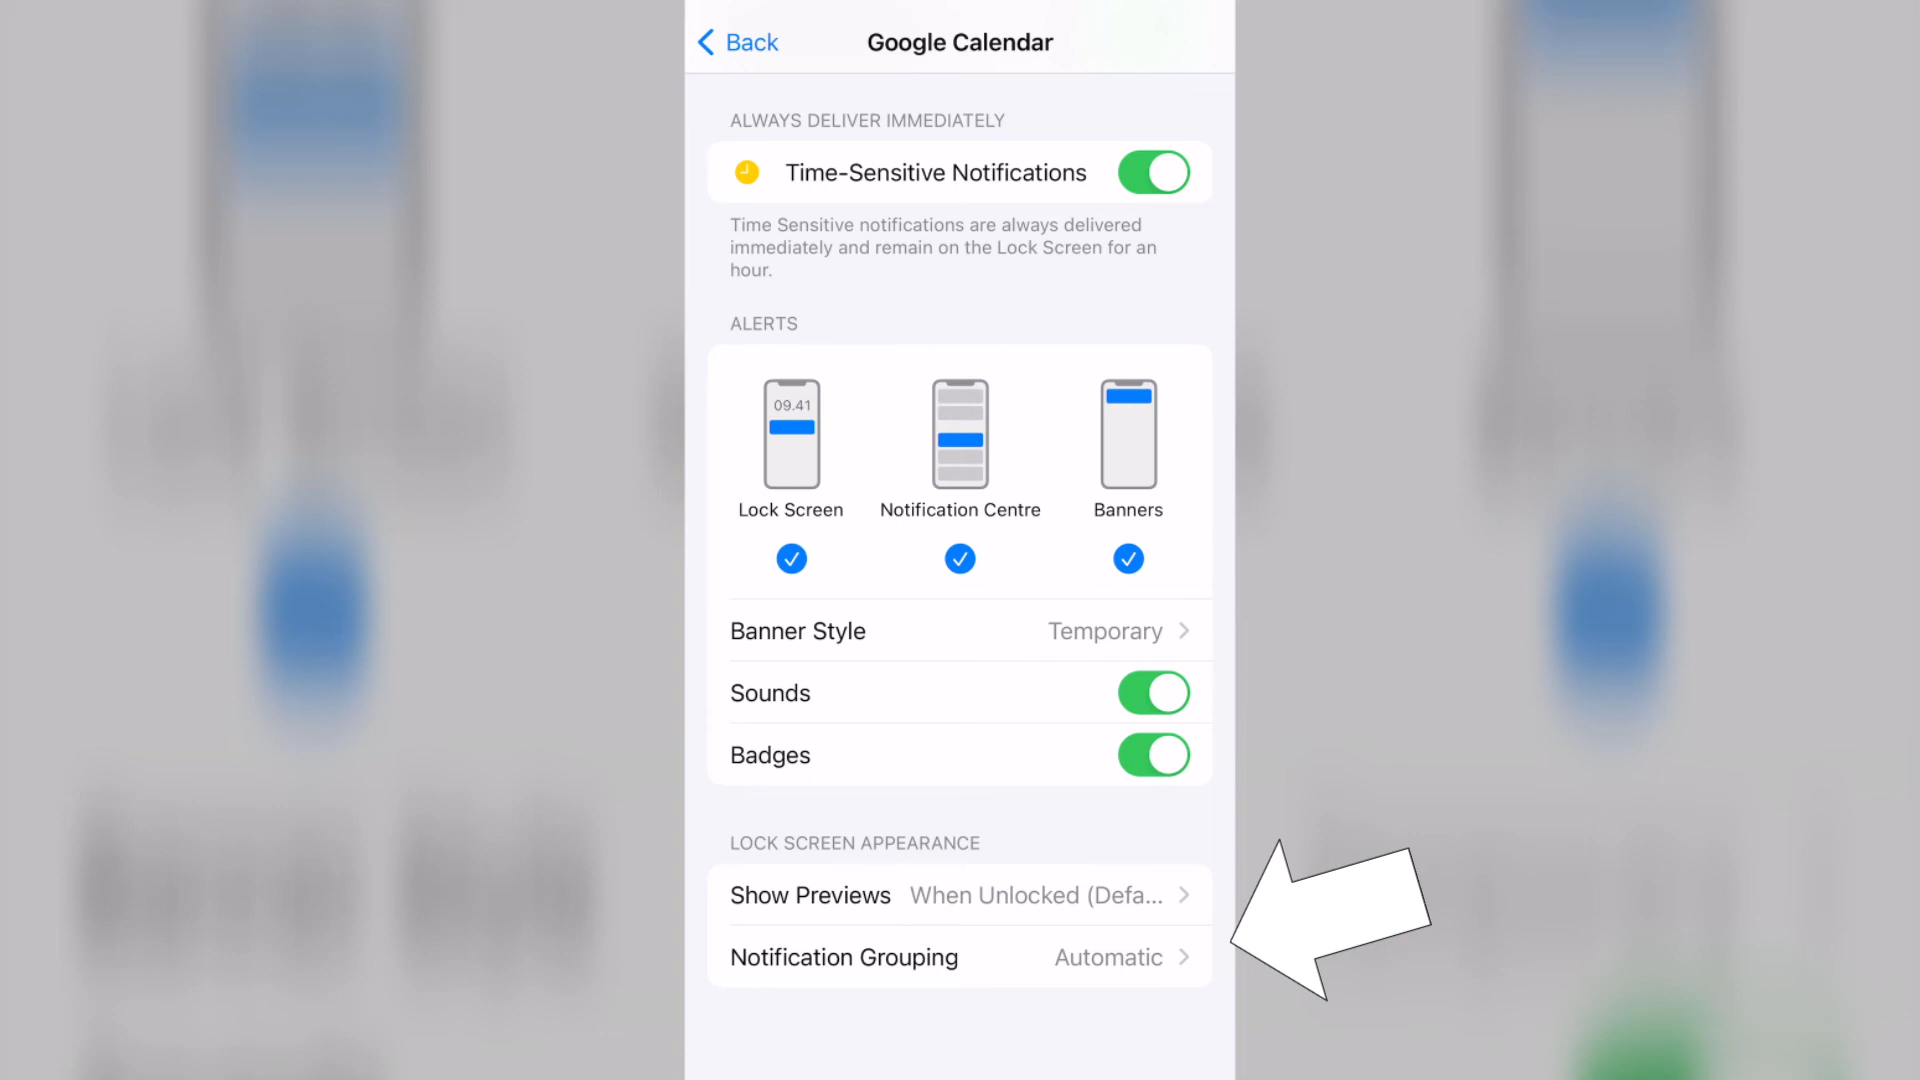 Back
Google Calendar
ALWAYS DELIVER IMMEDIATELY
Time-Sensitive Notifications
Time Sensitive notifications are always delivered
immediately and remain on the Lock Screen for an
hour.
ALERTS
09.41
Lock Screen
Notification Centre
Banners
Banner Style
Temporary
Sounds
Badges
LOCK SCREEN APPEARANCE
Show Previews
When Unlocked (Defa...
Notification Grouping
Automatic